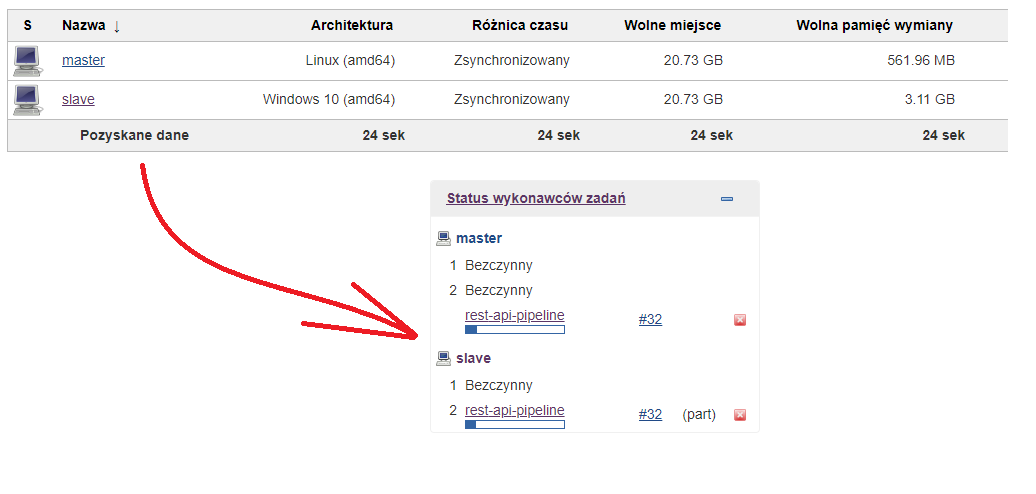 S Nazwa ↓ Architektura Różnica czasu Wolne miejsce Wolna pamięć wymiany
master Linux (amd64) Zsynchronizowany 20.73 GB 561.96 MB
slave Windows 10 (amd64) Zsynchronizowany 20.73 GB 3.11 GB
Pozyskane dane 24 sek 24 sek 24 sek 24 sek
Status wykonawców zadań
master
1 Bezczynny
2 Bezczynny
rest-api-pipeline #32
slave
1 Bezczynny
2 rest-api-pipeline #32 (part)